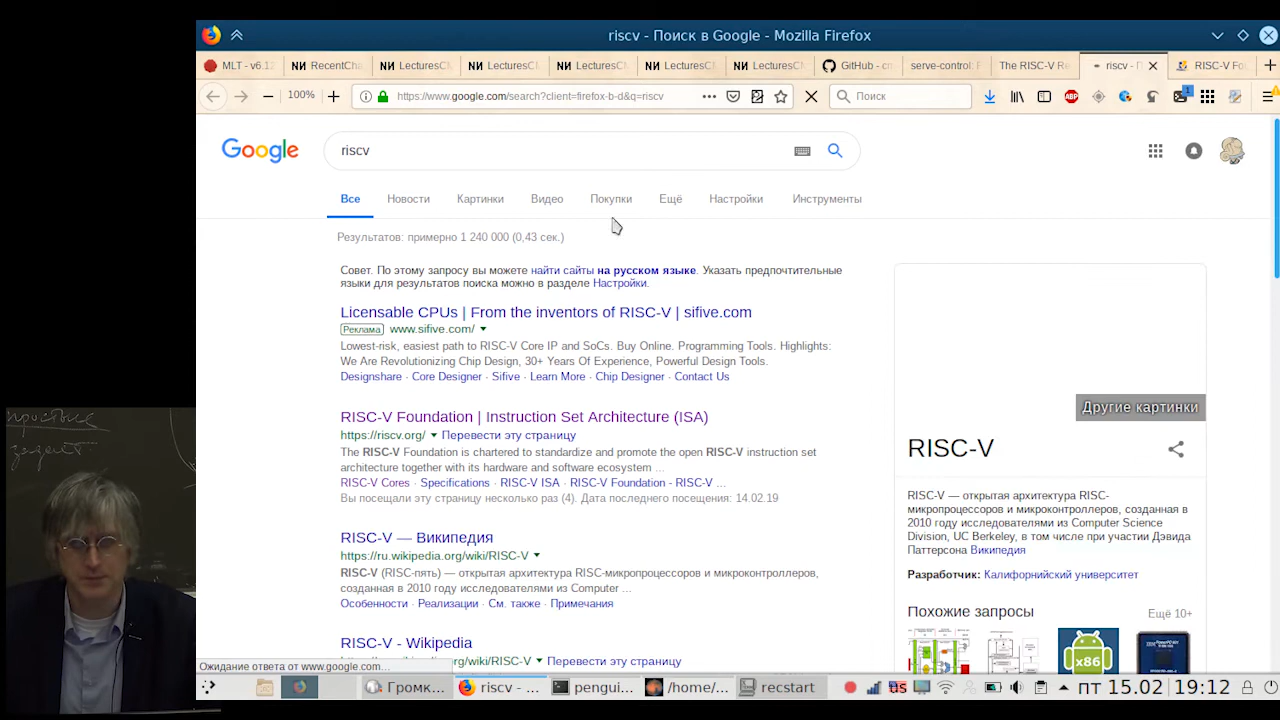 riscv - Поиск в Google - Mozilla Firefox
MLT - v6.12
RecentCha
LecturesCM
LecturesCM
LecturesCM
LecturesCM
LecturesCM
GitHub - cn
serve-control: F
The RISC-V Re
riscv - П
RISC-V Fou
100%
https://www.google.com/search?client=firefox-b-d&q=riscv
Поиск
ABP
1
Google
riscv
Все Новости Картинки Видео Покупки Ещё Настройки Инструменты
Результатов: примерно 1 240 000 (0,43 сек.)
Совет. По этому запросу вы можете найти сайты на русском языке. Указать предпочтительные
языки для результатов поиска можно в разделе Настройки.
Licensable CPUs | From the inventors of RISC-V | sifive.com
Реклама www.sifive.com/
Lowest-risk, easiest path to RISC-V Core IP and SoCs. Buy Online. Programming Tools. Highlights:
We Are Revolutionizing Chip Design, 30+ Years Of Experience, Powerful Design Tools.
Designshare · Core Designer · Sifive · Learn More · Chip Designer · Contact Us
RISC-V Foundation | Instruction Set Architecture (ISA)
https://riscv.org/ Перевести эту страницу
The RISC-V Foundation is chartered to standardize and promote the open RISC-V instruction set
architecture together with its hardware and software ecosystem ...
RISC-V Cores · Specifications · RISC-V ISA · RISC-V Foundation - RISC-V ...
Вы посещали эту страницу несколько раз (4). Дата последнего посещения: 14.02.19
RISC-V — Википедия
https://ru.wikipedia.org/wiki/RISC-V
RISC-V (RISC-пять) — открытая архитектура RISC-микропроцессоров и микроконтроллеров,
созданная в 2010 году исследователями из Computer ...
Особенности · Реализации · См. также · Примечания
RISC-V - Wikipedia
.org/wiki/RISC-V Перевести эту страницу
Другие картинки
RISC-V
RISC-V — открытая архитектура RISC-
микропроцессоров и микроконтроллеров, созданная в
2010 году исследователями из Computer Science
Division, UC Berkeley, в том числе при участии Дэвида
Паттерсона Википедия
Разработчик: Калифорнийский университет
Похожие запросы Ещё 10+
x86
Ожидание ответа от www.google.com…
Громк...
riscv - ...
pengui...
/home/...
recstart
us
ПТ 15.02 19:12
простые